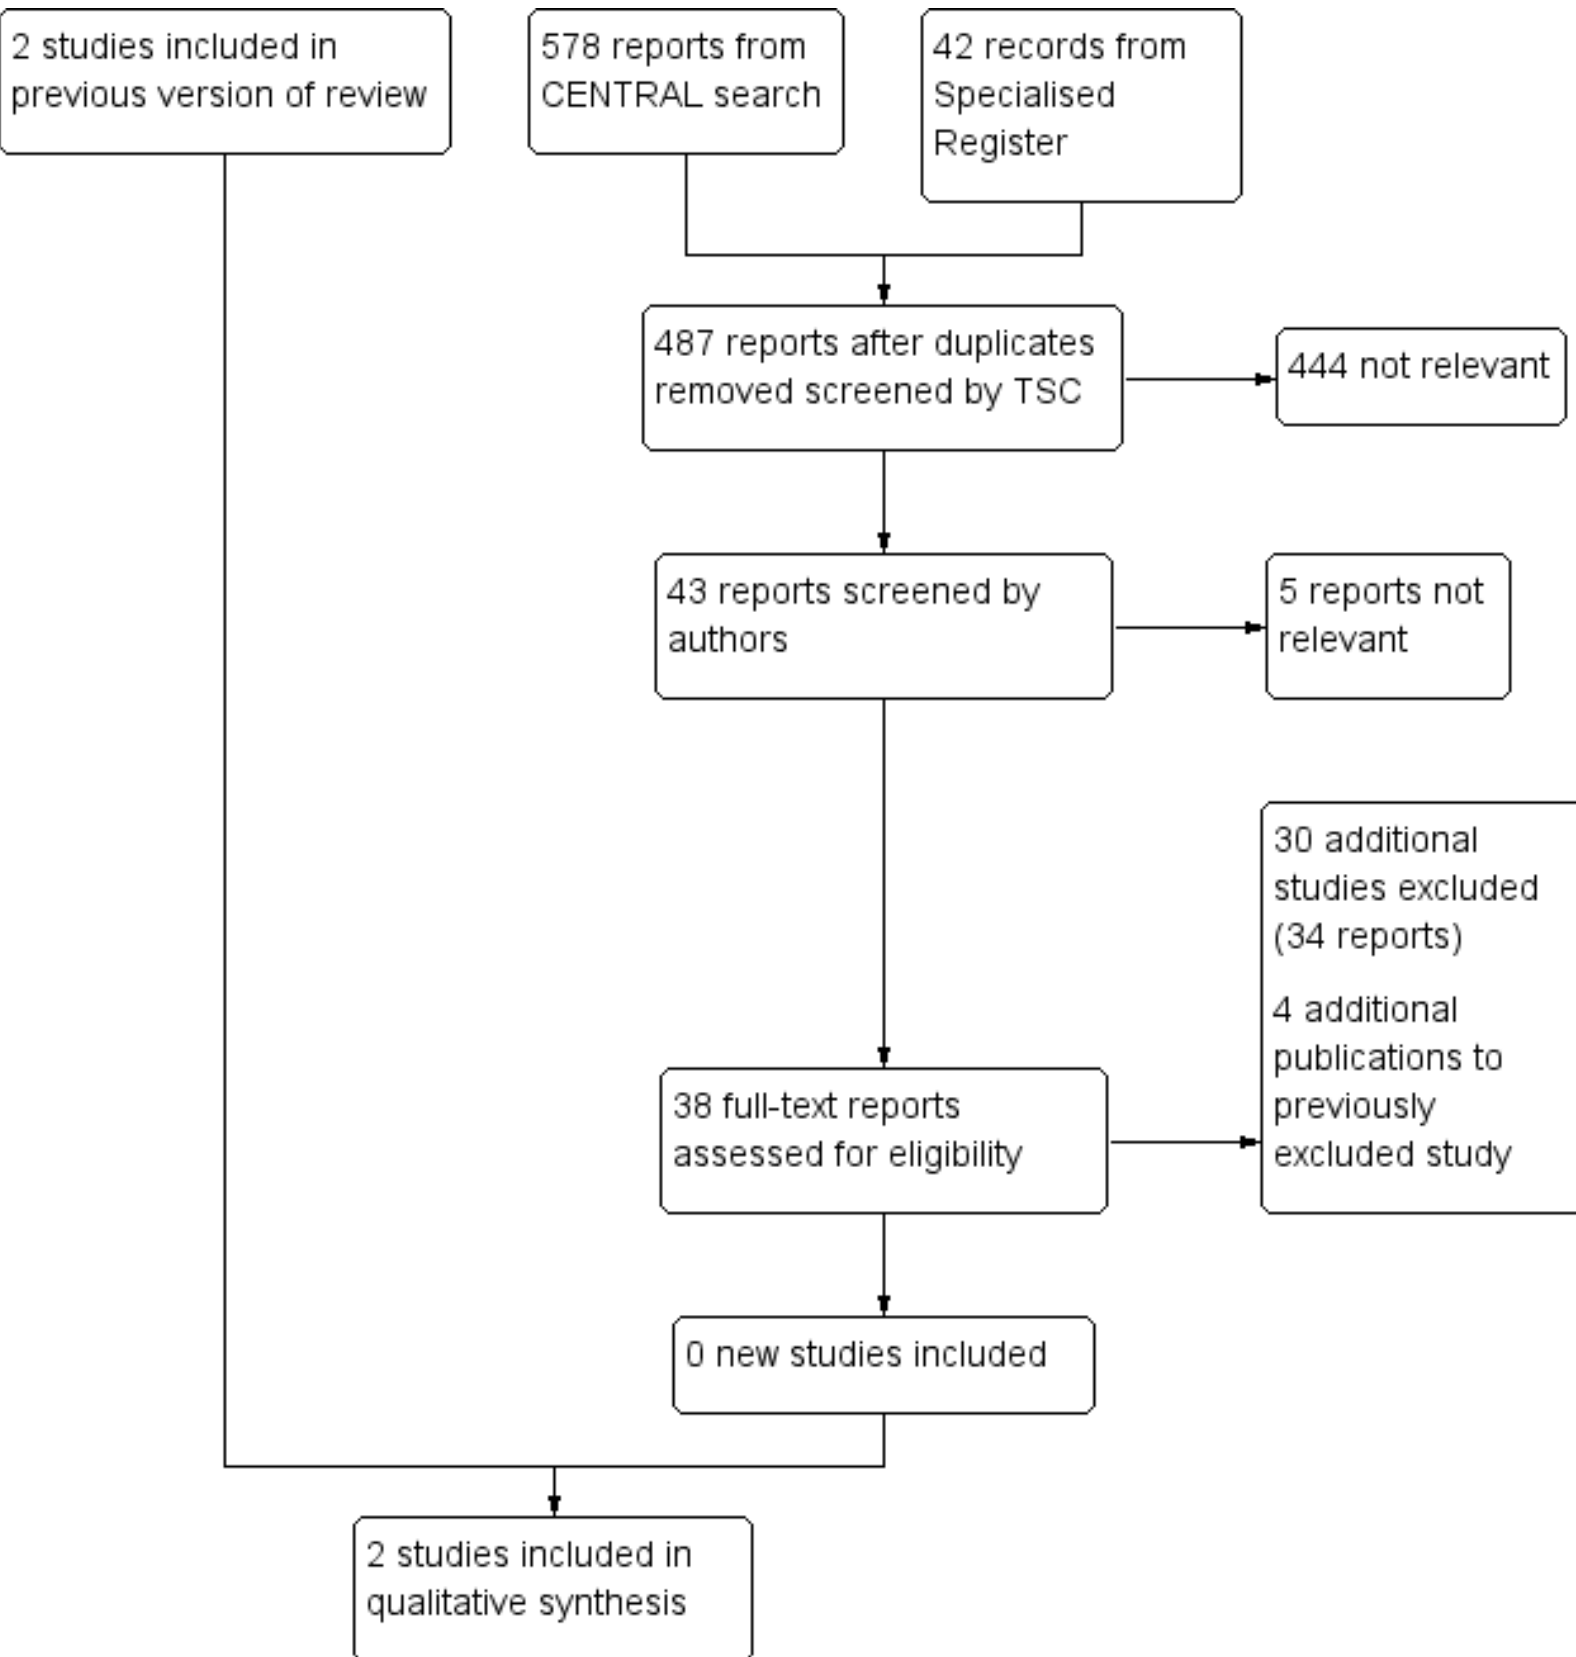 2 studies included in
previous version of review
578 reports from
CENTRAL search
42 records from
Specialised
Register
487 reports after duplicates
removed screened by TSC
444 not relevant
43 reports screened by
authors
5 reports not
relevant
30 additional
studies excluded
(34 reports)
4 additional
publications to
previously
excluded study
38 full-text reports
assessed for eligibility
0 new studies included
2 studies included in
qualitative synthesis